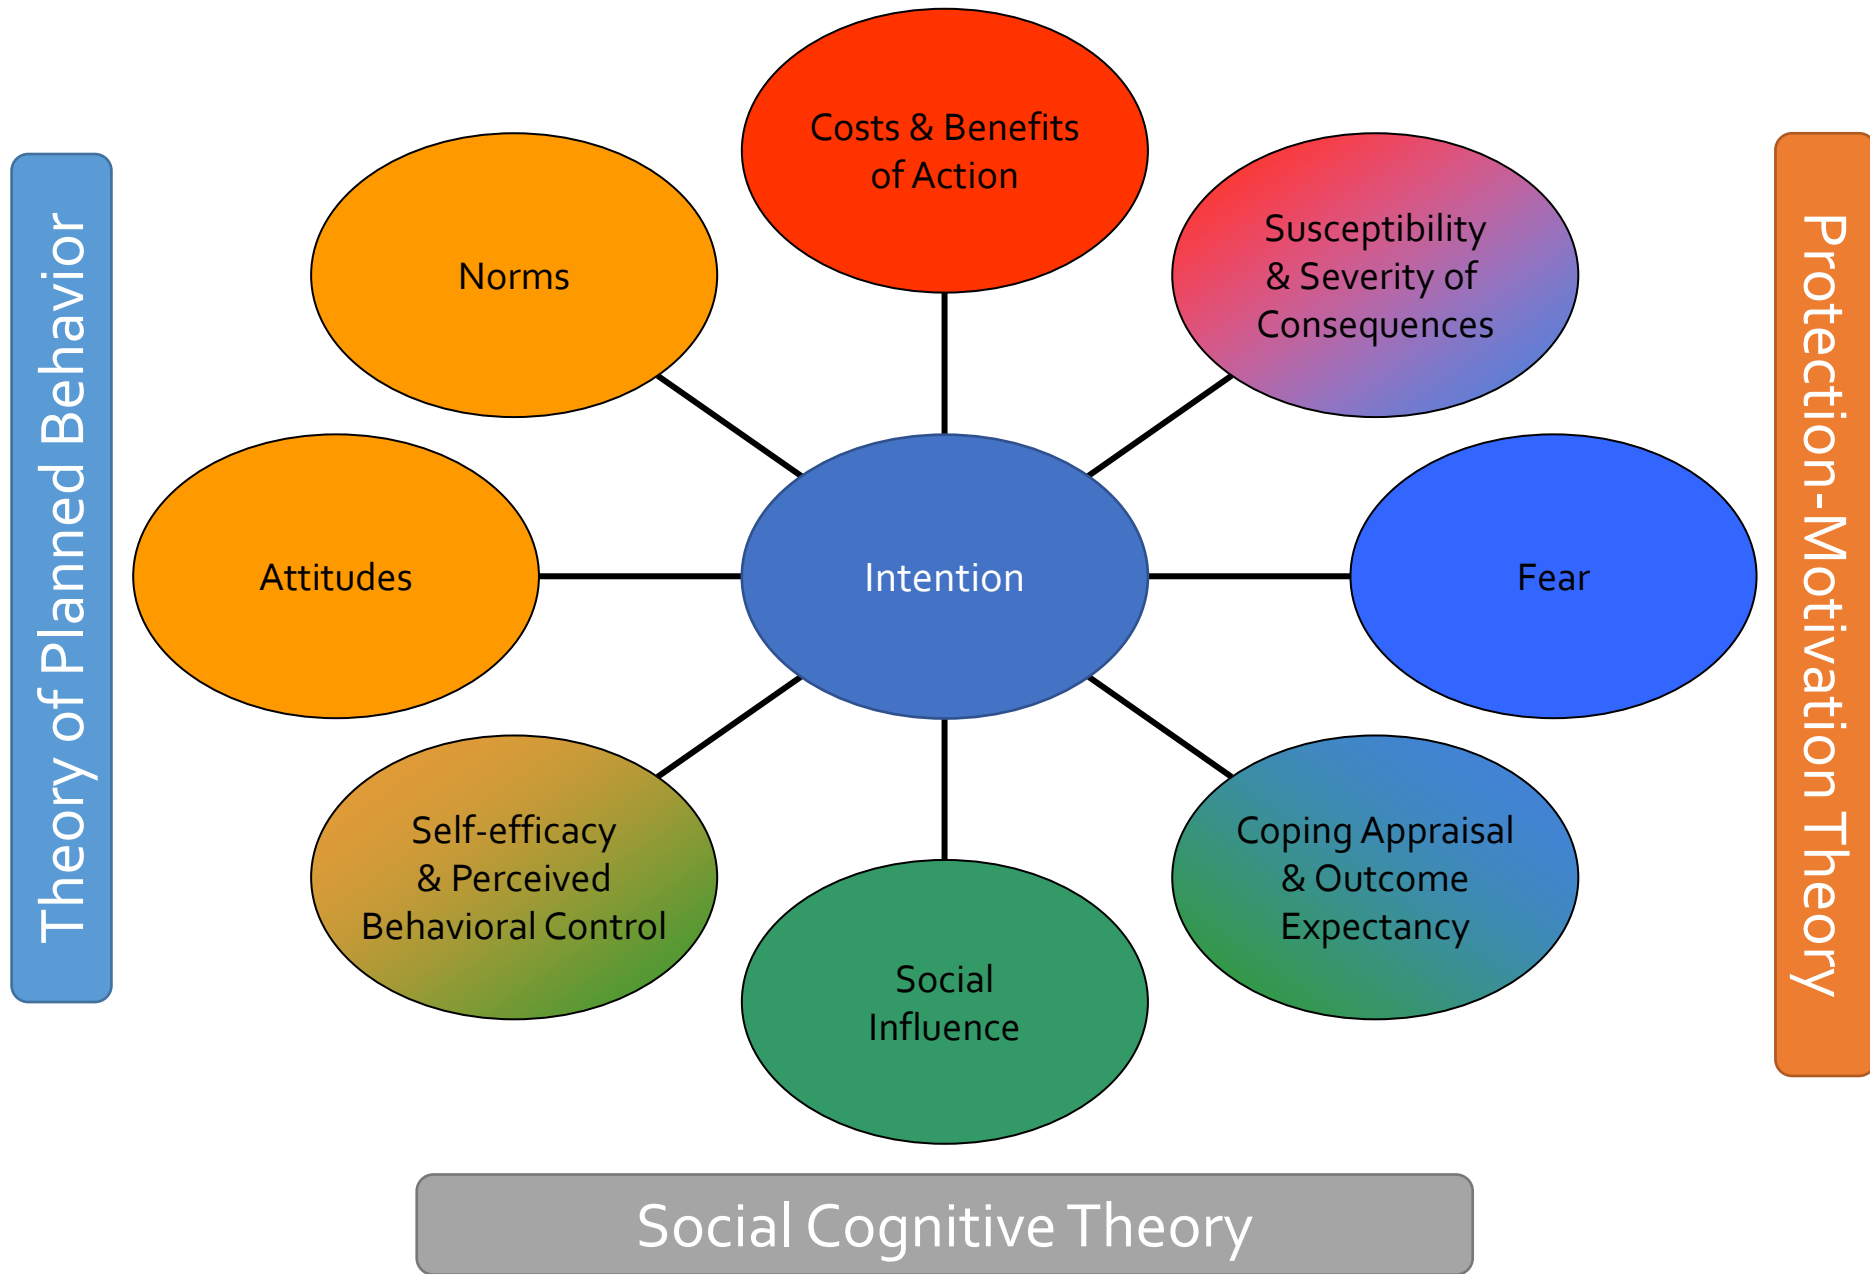 Costs & Benefits
of Action
Norms
Susceptibility
& Severity of
Consequences
Theory of Planned Behavior
Attitudes
Intention
Fear
Protection-Motivation Theory
Self-efficacy
& Perceived
Behavioral Control
Coping Appraisal
& Outcome
Expectancy
Social
Influence
Social Cognitive Theory